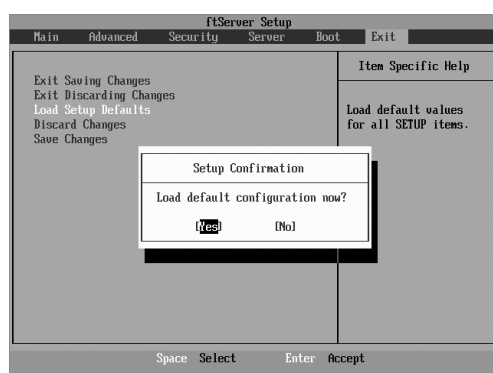 ftServer Setup
Main Advanced Security Server Boot Exit
Item Specific Help
Exit Saving Changes
Exit Discarding Changes
Load Setup Defaults
Discard Changes
Save Changes
Load default values
for all SETUP items.
Setup Confirmation
Load default configuration now?
[Yes] [No]
Space Select Enter Accept